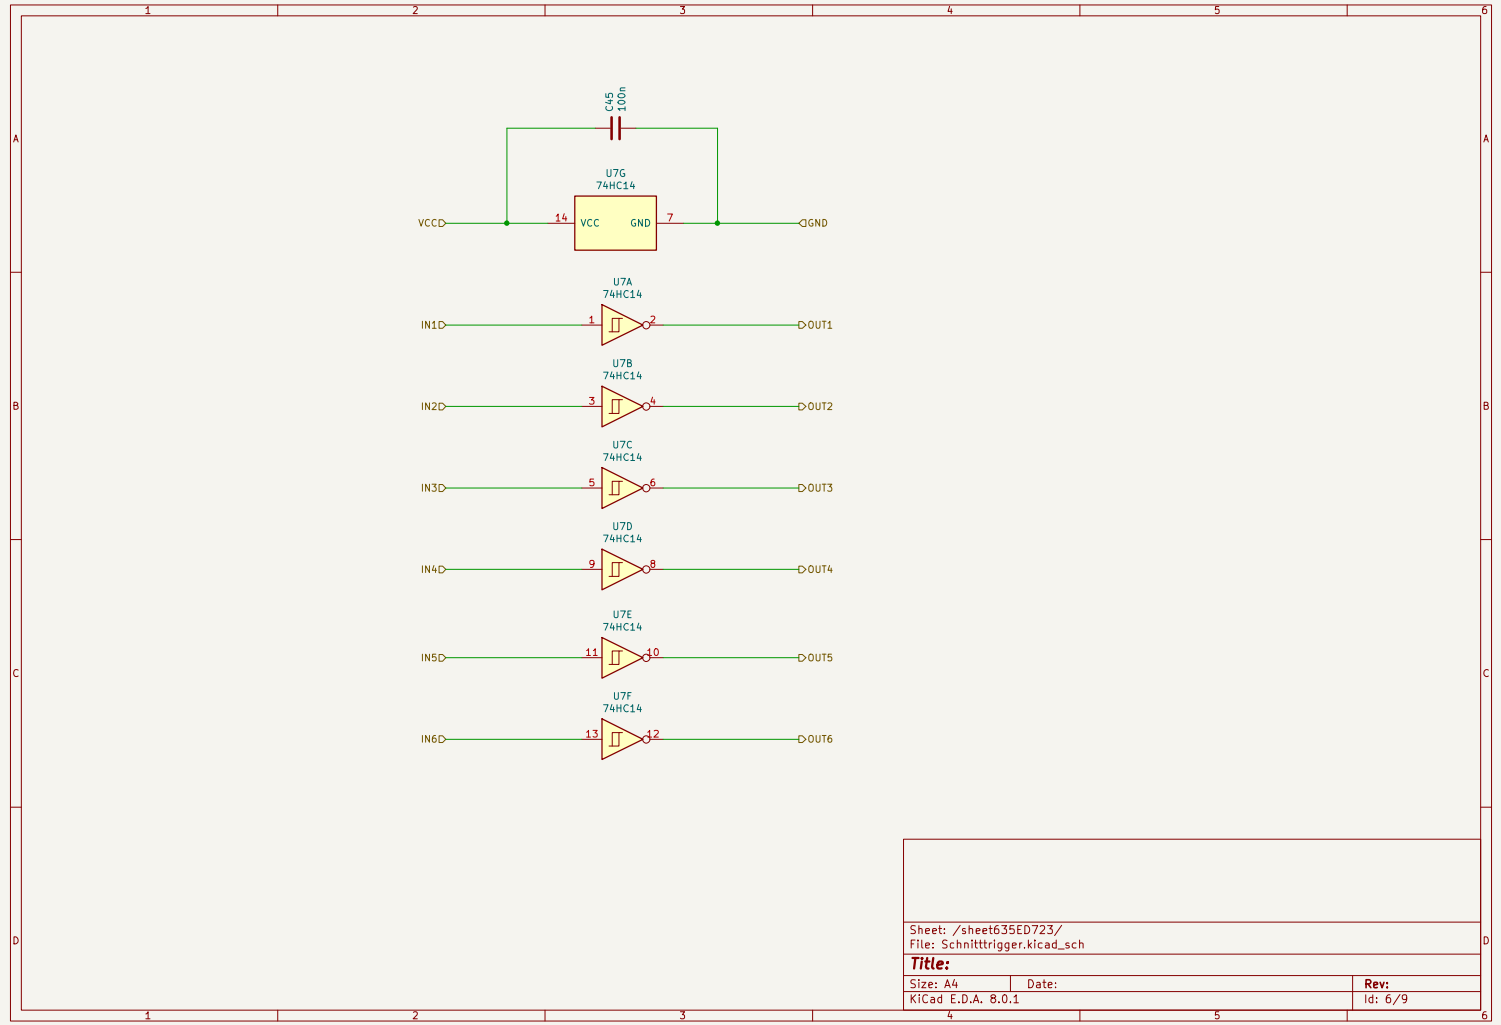 1 2 3 4 5 6
A A
C45
100n
U7G
74HC14
VCC 14 VCC GND 7 GND
U7A
74HC14
IN1 1 2 OUT1
U7B
74HC14
B B
IN2 3 4 OUT2
U7C
74HC14
IN3 5 6 OUT3
U7D
74HC14
IN4 9 8 OUT4
U7E
74HC14
IN5 11 10 OUT5
C C
U7F
74HC14
IN6 13 12 OUT6
Sheet: /sheet635ED723/
D D
File: Schnitttrigger.kicad_sch
Title:
Size: A4 Date: Rev:
KiCad E.D.A. 8.0.1 Id: 6/9
1 2 3 4 5 6